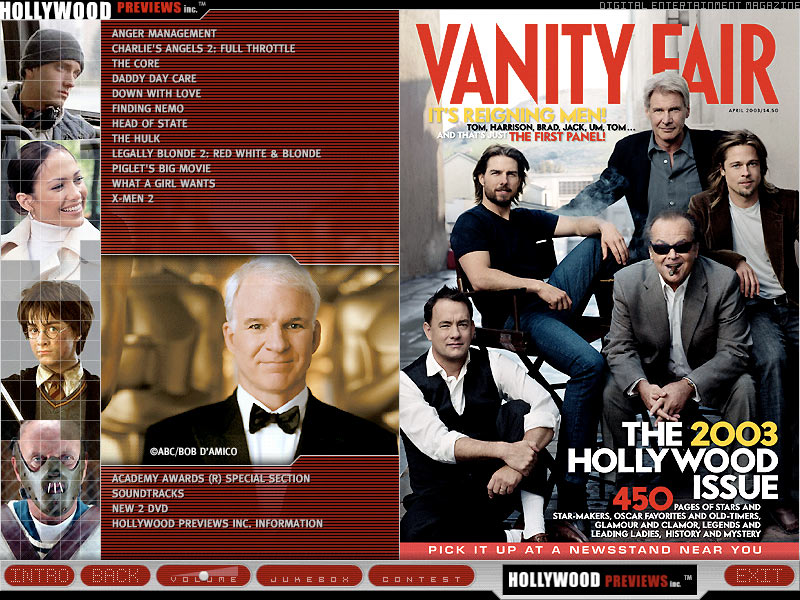 HOLLYWOOD PREVIEWS inc.™
DIGITAL ENTERTAINMENT MAGAZINE
ANGER MANAGEMENT
CHARLIE'S ANGELS 2: FULL THROTTLE
THE CORE
DADDY DAY CARE
DOWN WITH LOVE
FINDING NEMO
HEAD OF STATE
THE HULK
LEGALLY BLONDE 2: RED WHITE & BLONDE
PIGLET'S BIG MOVIE
WHAT A GIRL WANTS
X-MEN 2
©ABC/BOB D'AMICO
ACADEMY AWARDS (R) SPECIAL SECTION
SOUNDTRACKS
NEW 2 DVD
HOLLYWOOD PREVIEWS INC. INFORMATION
VANITY FAIR
APRIL 2003/$4.50
IT'S REIGNING MEN!
TOM, HARRISON, BRAD, JACK, UM, TOM...
AND THAT'S JUST THE FIRST PANEL!
THE 2003
HOLLYWOOD
ISSUE
450 PAGES OF STARS AND
STAR-MAKERS, OSCAR FAVORITES AND OLD-TIMERS,
GLAMOUR AND CLAMOR, LEGENDS AND
LEADING LADIES, HISTORY AND MYSTERY
PICK IT UP AT A NEWSSTAND NEAR YOU
INTRO
BACK
VOLUME
JUKEBOX
CONTEST
HOLLYWOOD PREVIEWS inc.™
EXIT